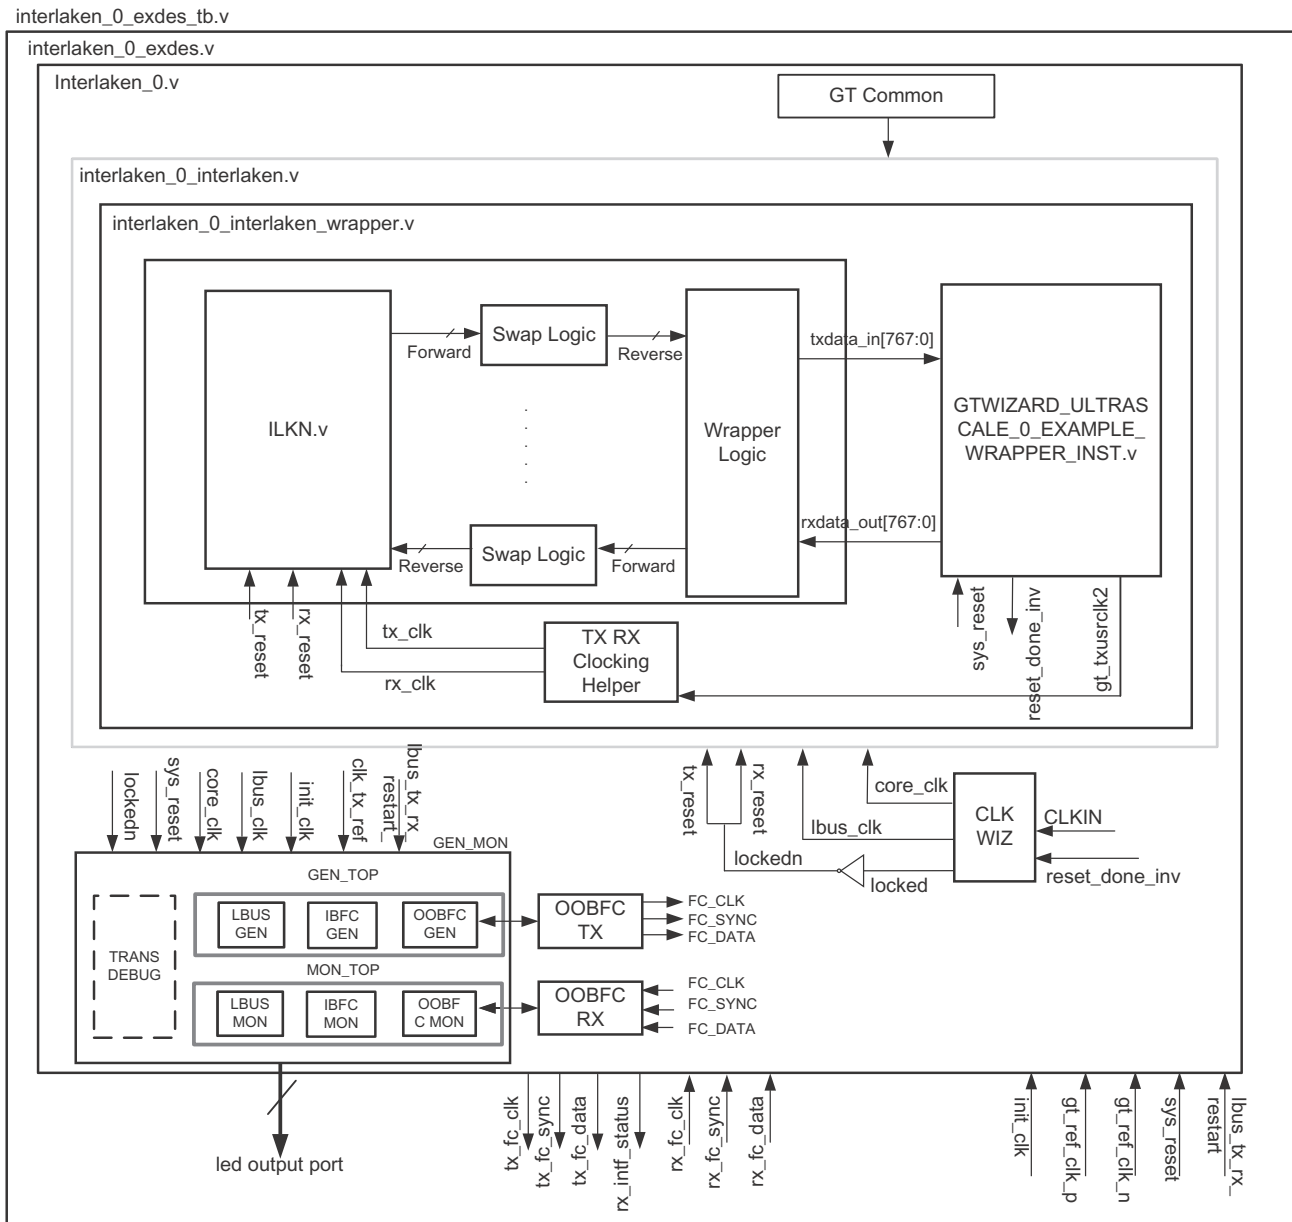 interlaken_0_exdes_tb.v
interlaken_0_exdes.v
Interlaken_0.v
GT Common
interlaken_0_interlaken.v
interlaken_0_interlaken_wrapper.v
ILKN.v
Forward
Swap Logic
Reverse
.
.
.
.
.
Reverse
Swap Logic
Forward
Wrapper
Logic
txdata_in[767:0]
rxdata_out[767:0]
GTWIZARD_ULTRAS
CALE_0_EXAMPLE_
WRAPPER_INST.v
tx_reset
rx_reset
tx_clk
rx_clk
TX RX
Clocking
Helper
sys_reset
reset_done_inv
gt_txusrclk2
lockedn
sys_reset
core_clk
lbus_clk
init_clk
clk_tx_ref
lbus_tx_rx_
restart_
tx_reset
rx_reset
core_clk
lbus_clk
lockedn
locked
CLK
WIZ
CLKIN
reset_done_inv
GEN_MON
GEN_TOP
TRANS
DEBUG
LBUS
GEN
IBFC
GEN
OOBFC
GEN
MON_TOP
LBUS
MON
IBFC
MON
OOBF
C MON
OOBFC
TX
FC_CLK
FC_SYNC
FC_DATA
OOBFC
RX
FC_CLK
FC_SYNC
FC_DATA
led output port
tx_fc_clk
tx_fc_sync
tx_fc_data
rx_intf_status
rx_fc_clk
rx_fc_sync
rx_fc_data
init_clk
gt_ref_clk_p
gt_ref_clk_n
sys_reset
lbus_tx_rx_
restart